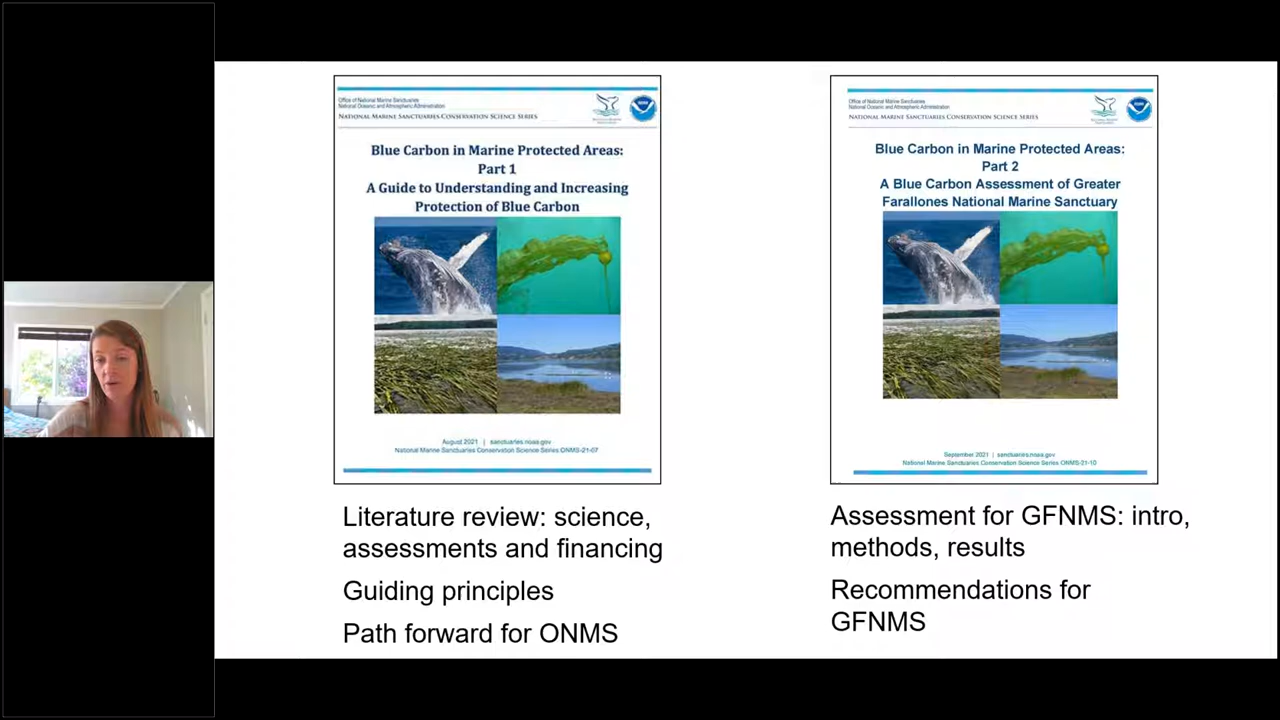 Office of National Marine Sanctuaries
National Oceanic and Atmospheric Administration
NATIONAL MARINE SANCTUARIES CONSERVATION SCIENCE SERIES
Blue Carbon in Marine Protected Areas:
Part 1
A Guide to Understanding and Increasing
Protection of Blue Carbon
August 2021 | sanctuaries.noaa.gov
National Marine Sanctuaries Conservation Science Series ONMS-21-07
Literature review: science,
assessments and financing
Guiding principles
Path forward for ONMS
Office of National Marine Sanctuaries
National Oceanic and Atmospheric Administration
NATIONAL MARINE SANCTUARIES CONSERVATION SCIENCE SERIES
Blue Carbon in Marine Protected Areas:
Part 2
A Blue Carbon Assessment of Greater
Farallones National Marine Sanctuary
September 2021 | sanctuaries.noaa.gov
National Marine Sanctuaries Conservation Science Series ONMS-21-10
Assessment for GFNMS: intro,
methods, results
Recommendations for
GFNMS